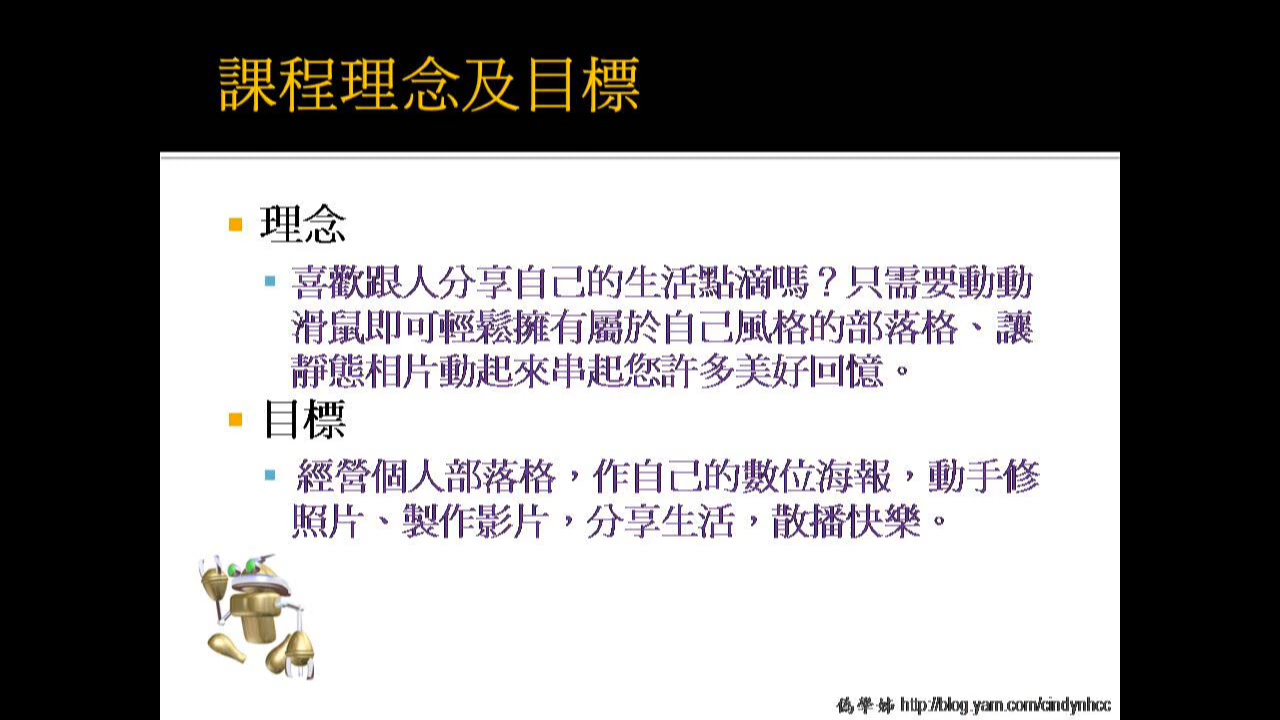 課程理念及目標
理念
喜歡跟人分享自己的生活點滴嗎？只需要動動
滑鼠即可輕鬆擁有屬於自己風格的部落格、讓
靜態相片動起來串起您許多美好回憶。
目標
經營個人部落格，作自己的數位海報，動手修
照片、製作影片，分享生活，散播快樂。
偽學姊 http://blog.yam.com/cindynhcc